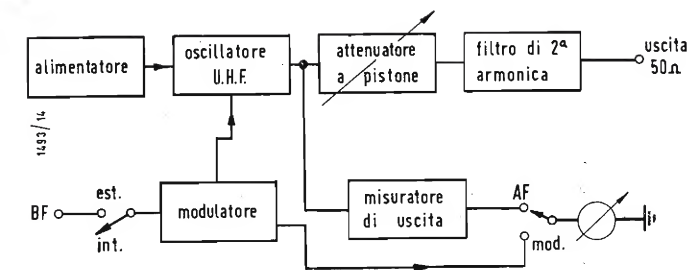 alimentatore
oscillatore
U.H.F.
attenuatore
a pistone
filtro di 2ª
armonica
uscita
50Ω
1493/14
BF
est.
int.
modulatore
misuratore
di uscita
AF
mod.